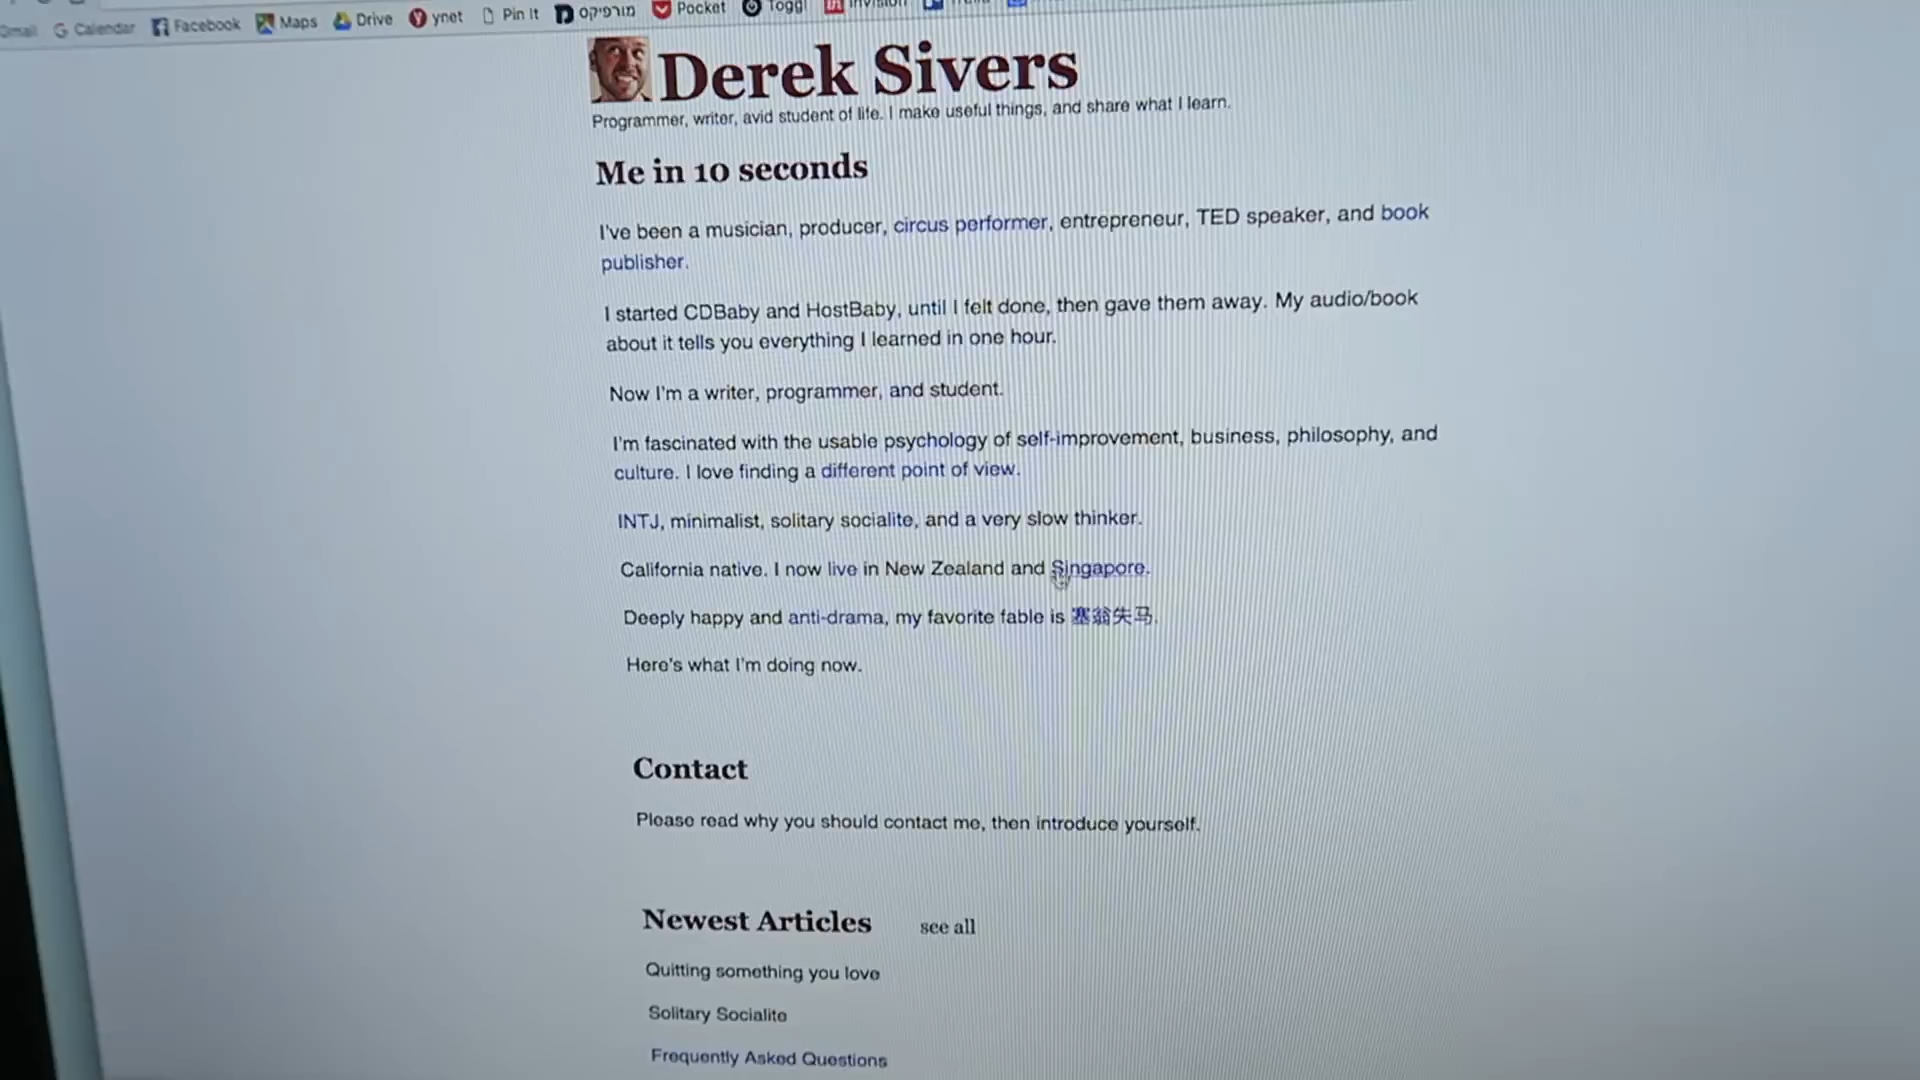 Gmail Calendar Facebook Maps Drive ynet Pin It מורפיקס Pocket Toggl InVision
Derek Sivers
Programmer, writer, avid student of life. I make useful things, and share what I learn.
Me in 10 seconds
I've been a musician, producer, circus performer, entrepreneur, TED speaker, and book
publisher.
I started CDBaby and HostBaby, until I felt done, then gave them away. My audio/book
about it tells you everything I learned in one hour.
Now I'm a writer, programmer, and student.
I'm fascinated with the usable psychology of self-improvement, business, philosophy, and
culture. I love finding a different point of view.
INTJ, minimalist, solitary socialite, and a very slow thinker.
California native. I now live in New Zealand and Singapore.
Deeply happy and anti-drama, my favorite fable is 塞翁失马.
Here's what I'm doing now.
Contact
Please read why you should contact me, then introduce yourself.
Newest Articles see all
Quitting something you love
Solitary Socialite
Frequently Asked Questions